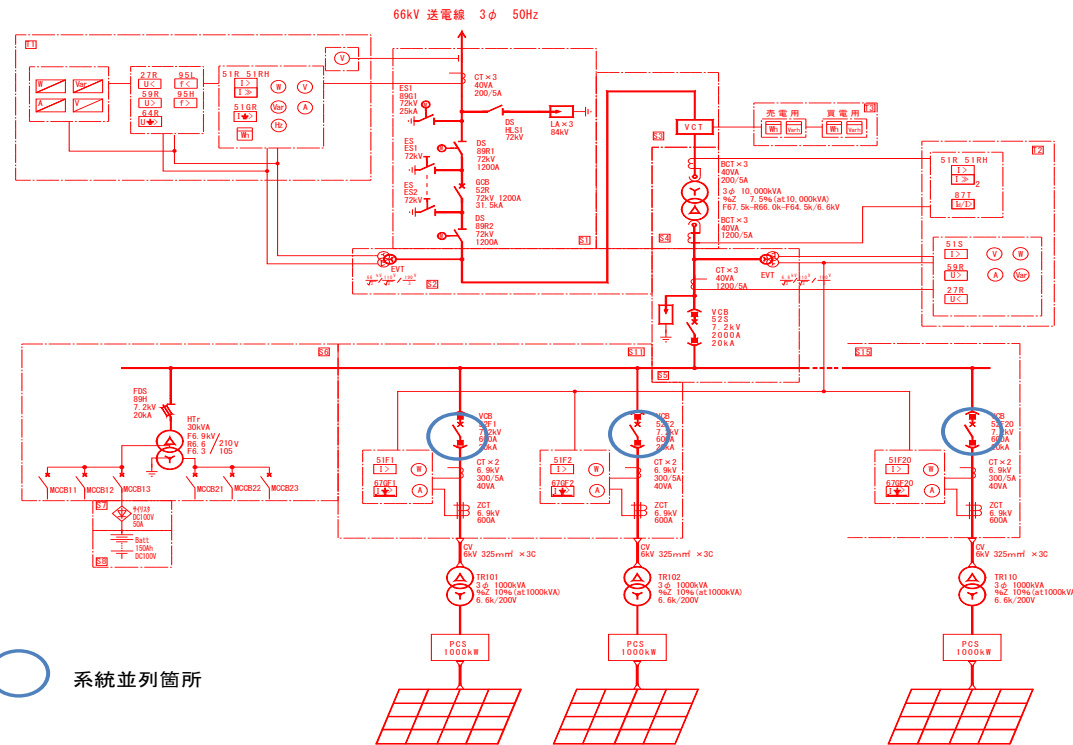 66kV 送電線 3φ 50Hz
T1
W
Var
A
V
27R
U<
59R
U>
64R
U
95L
f<
95H
f>
51R 51RH
I>
I≫
51GR
I
Wh
W
V
Var
A
Hz
V
CT×3
40VA
200/5A
ES1
89G1
72kV
25kA
DS
HLS1
72kV
LA×3
84kV
ES
ES1
72kV
DS
89R1
72kV
1200A
GCB
52R
72kV 1200A
31.5kA
ES
ES2
72kV
DS
89R2
72kV
1200A
S1
EVT
S2
S3
VCT
T3
売電用
Wh
Varh
買電用
Wh
Varh
BCT×3
40VA
200/5A
3φ 10,000kVA
%Z 7.5%(at10,000kVA)
F67.5k-R66.0k-F64.5k/6.6kV
BCT×3
40VA
1200/5A
S4
T2
51R 51RH
I>
I≫
2
87T
EVT
51S
I>
59R
U>
27R
U<
V
W
A
Var
CT×3
40VA
1200/5A
VCB
52S
7.2kV
2000A
20kA
S5
S6
S11
S15
FDS
89H
7.2kV
20kA
HTr
30kVA
F6.9kV
R6.6 / 210V
F6.3 / 105
MCCB11
MCCB12
MCCB13
MCCB21
MCCB22
MCCB23
S7
サイリスタ
DC100V
50A
Batt
150Ah
DC100V
S8
VCB
52F1
7.2kV
600A
20kA
51F1
I>
67GF1
I
W
A
CT×2
6.9kV
300/5A
40VA
ZCT
6.9kV
600A
CV
6kV 325mm² ×3C
TR101
3φ 1000kVA
%Z 10%(at1000kVA)
6.6k/200V
PCS
1000kW
VCB
52F2
7.2kV
600A
20kA
51F2
I>
67GF2
I
W
A
CT×2
6.9kV
300/5A
40VA
ZCT
6.9kV
600A
CV
6kV 325mm² ×3C
TR102
3φ 1000kVA
%Z 10%(at1000kVA)
6.6k/200V
PCS
1000kW
VCB
52F20
7.2kV
600A
20kA
51F20
I>
67GF20
I
W
A
CT×2
6.9kV
300/5A
40VA
ZCT
6.9kV
600A
CV
6kV 325mm² ×3C
TR110
3φ 1000kVA
%Z 10%(at1000kVA)
6.6k/200V
PCS
1000kW
系統並列箇所